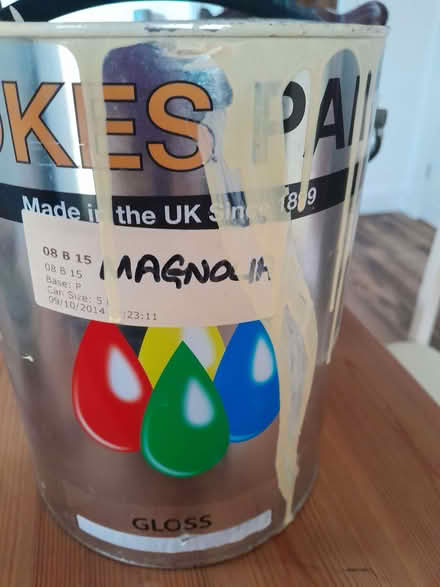 OKES PAI
Made in the UK Since 1899
08 B 15 MAGNOLIA
08 B 15
Base: P
Can Size: 5
09/10/2014 23:11
GLOSS